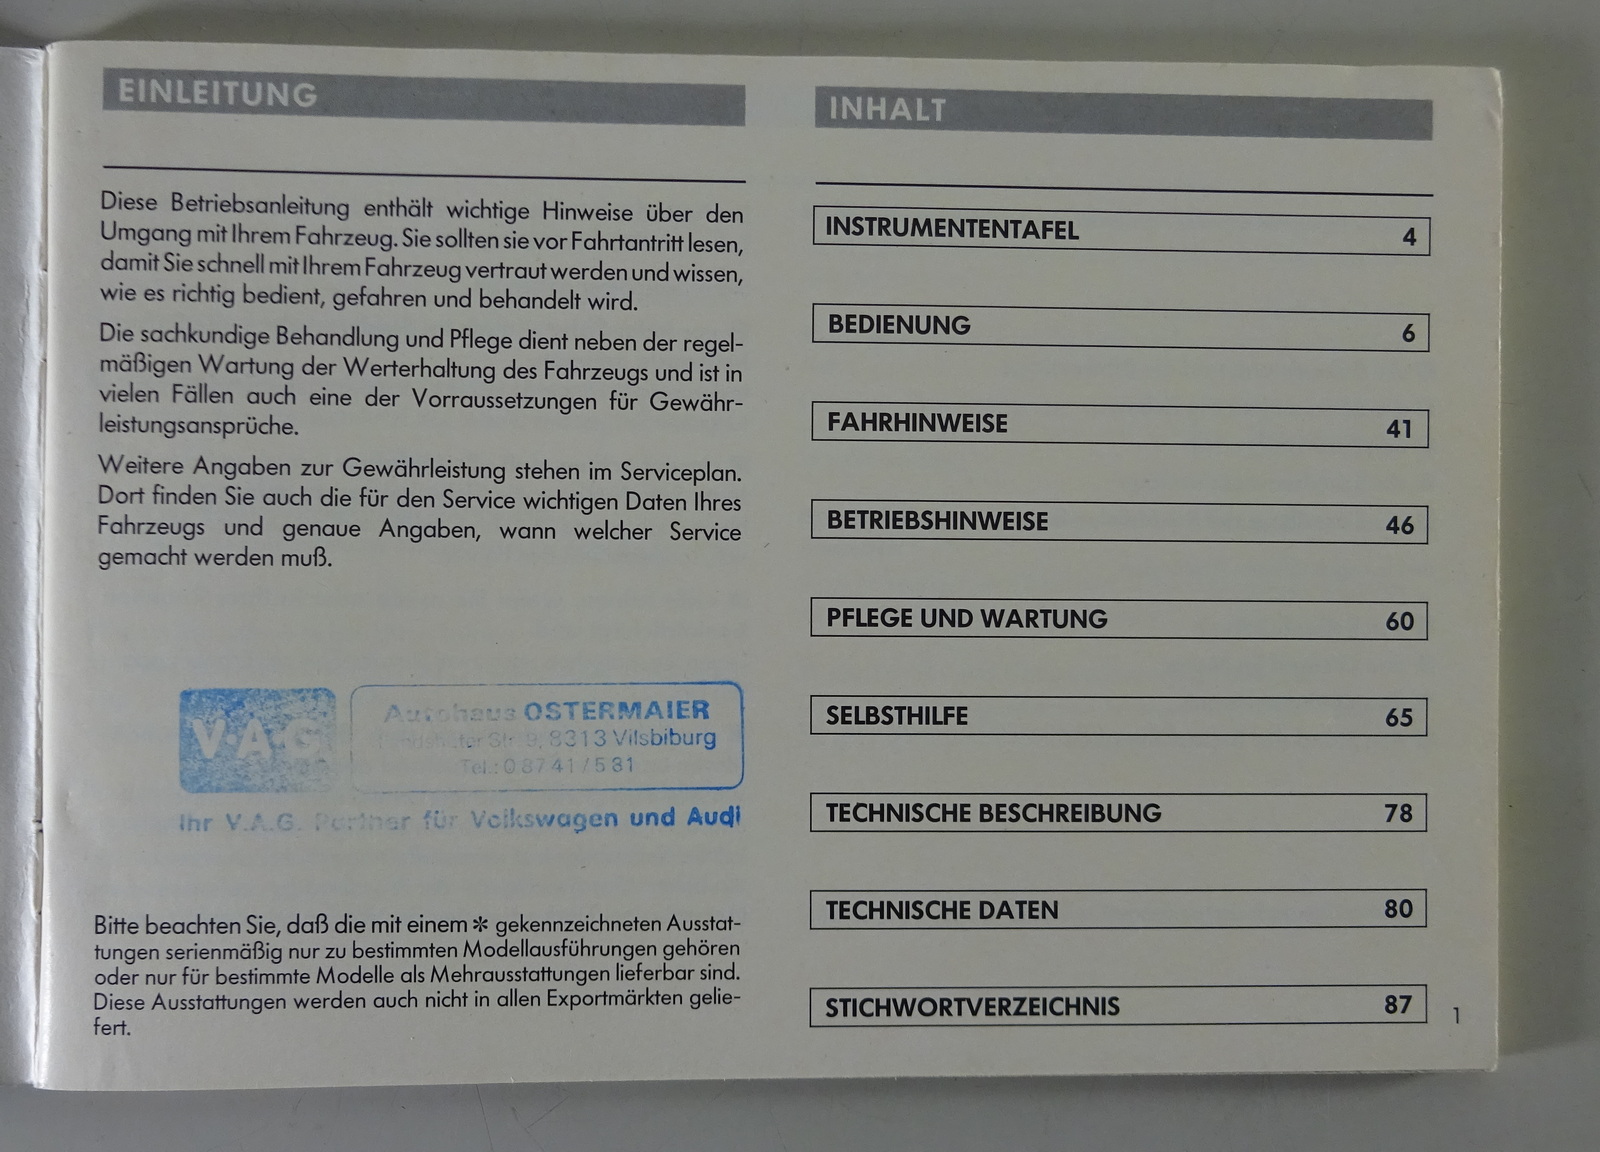 EINLEITUNG
Diese Betriebsanleitung enthält wichtige Hinweise über den
Umgang mit Ihrem Fahrzeug. Sie sollten sie vor Fahrtantritt lesen,
damit Sie schnell mit Ihrem Fahrzeug vertraut werden und wissen,
wie es richtig bedient, gefahren und behandelt wird.
Die sachkundige Behandlung und Pflege dient neben der regel-
mäßigen Wartung der Werterhaltung des Fahrzeugs und ist in
vielen Fällen auch eine der Vorraussetzungen für Gewähr-
leistungsansprüche.
Weitere Angaben zur Gewährleistung stehen im Serviceplan.
Dort finden Sie auch die für den Service wichtigen Daten Ihres
Fahrzeugs und genaue Angaben, wann welcher Service
gemacht werden muß.
V·A·G
Autohaus OSTERMAIER
Str. 9, 8313 Vilsbiburg
Tel.: 0 87 41 / 5 81
Ihr V.A.G. Partner für Volkswagen und Audi
Bitte beachten Sie, daß die mit einem * gekennzeichneten Ausstat-
tungen serienmäßig nur zu bestimmten Modellausführungen gehören
oder nur für bestimmte Modelle als Mehrausstattungen lieferbar sind.
Diese Ausstattungen werden auch nicht in allen Exportmärkten gelie-
fert.
INHALT
INSTRUMENTENTAFEL 4
BEDIENUNG 6
FAHRHINWEISE 41
BETRIEBSHINWEISE 46
PFLEGE UND WARTUNG 60
SELBSTHILFE 65
TECHNISCHE BESCHREIBUNG 78
TECHNISCHE DATEN 80
STICHWORTVERZEICHNIS 87
1